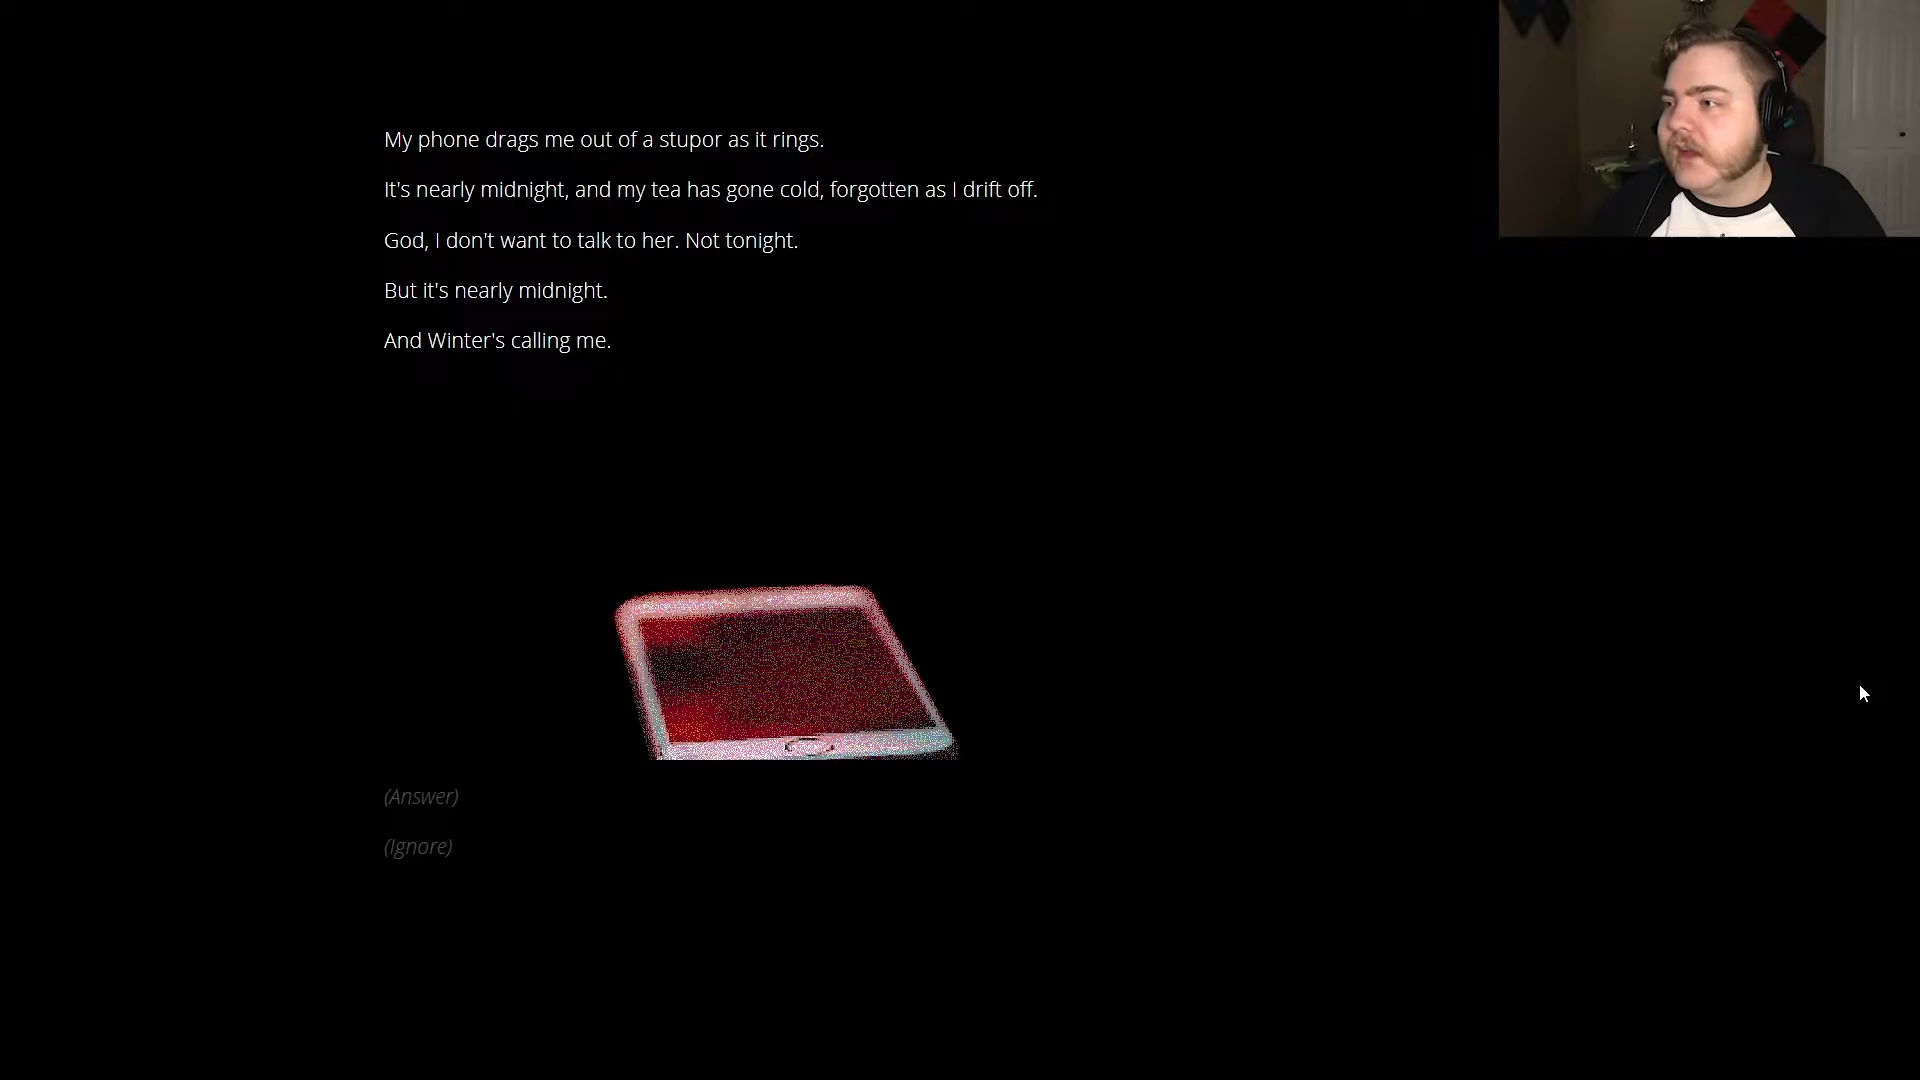 My phone drags me out of a stupor as it rings.
It's nearly midnight, and my tea has gone cold, forgotten as I drift off.
God, I don't want to talk to her. Not tonight.
But it's nearly midnight.
And Winter's calling me.
(Answer)
(Ignore)